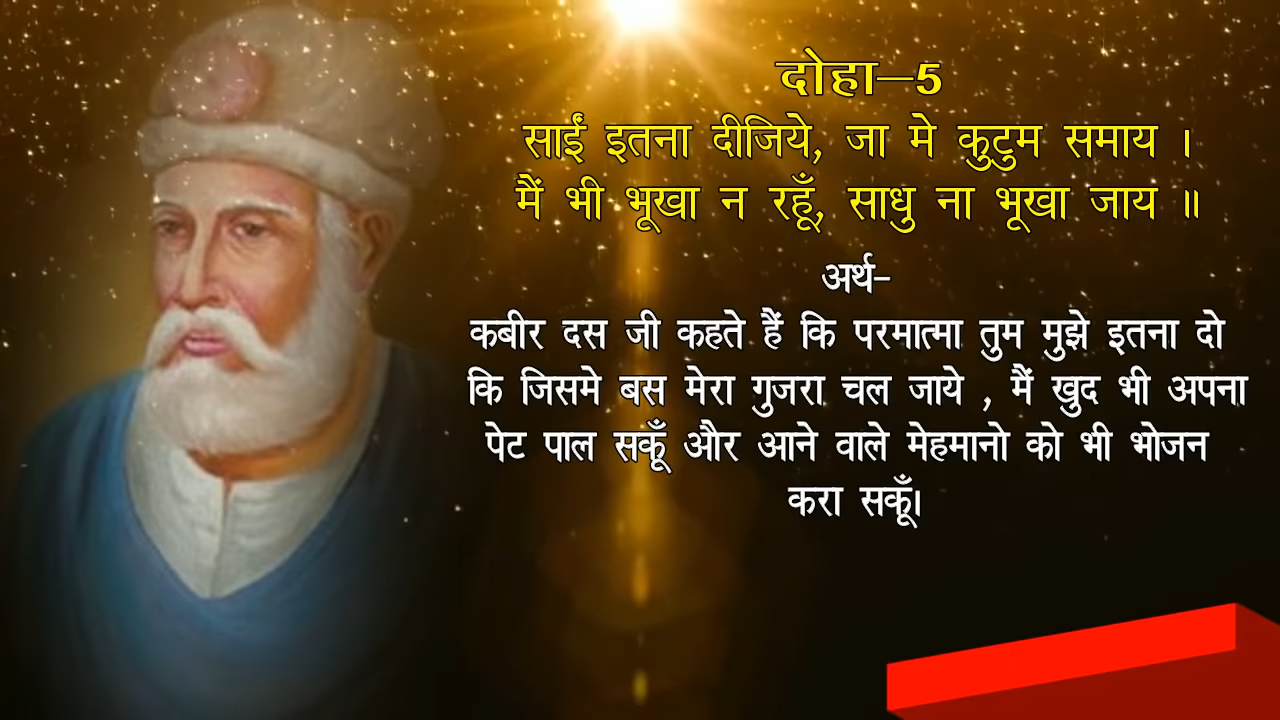 दोहा–5
साईं इतना दीजिये, जा मे कुटुम समाय ।
मैं भी भूखा न रहूँ, साधु ना भूखा जाय ॥
अर्थ–
कबीर दस जी कहते हैं कि परमात्मा तुम मुझे इतना दो
कि जिसमे बस मेरा गुजरा चल जाये , मैं खुद भी अपना
पेट पाल सकूँ और आने वाले मेहमानो को भी भोजन
करा सकूँ।